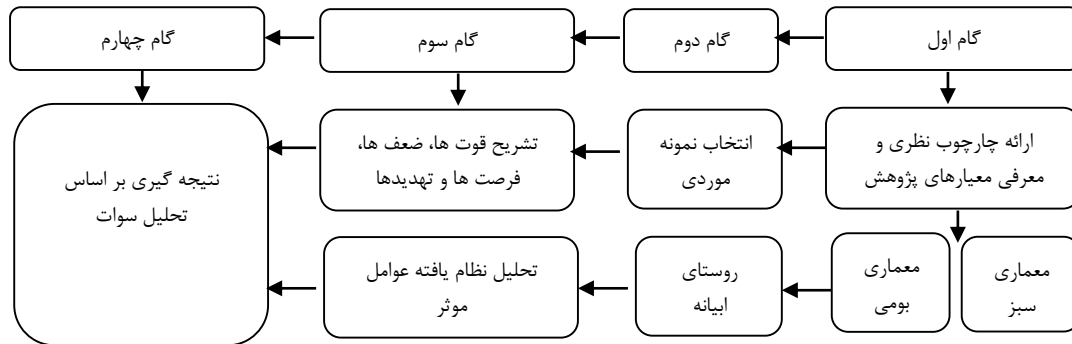 گام اول
گام دوم
گام سوم
گام چهارم
ارائه چارچوب نظری و
معرفی معیارهای پژوهش
انتخاب نمونه
موردی
تشریح قوت ها، ضعف ها،
فرصت ها و تهدیدها
نتیجه گیری بر اساس
تحلیل سوات
معماری
سبز
معماری
بومی
روستای
ابیانه
تحلیل نظام یافته عوامل
موثر